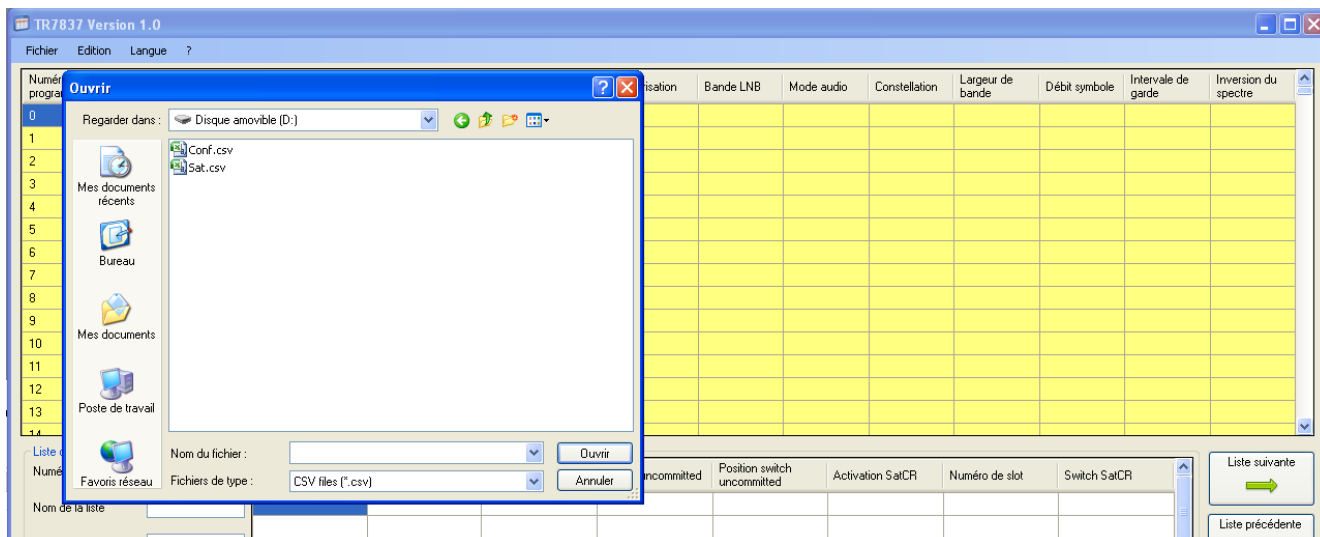 TR7837 Version 1.0
Fichier Edition Langue ?
Ouvrir
Regarder dans : Disque amovible (D:)
Conf.csv
Sat.csv
Mes documents
récents
Bureau
Mes documents
Poste de travail
Favoris réseau
Nom du fichier :
Ouvrir
Fichiers de type : CSV files (*.csv)
Annuler
Bande LNB
Mode audio
Constellation
Largeur de
bande
Débit symbole
Intervale de
garde
Inversion du
spectre
0
1
2
3
4
5
6
7
8
9
10
11
12
13
14
Liste
Nom de la liste
uncommitted
Position switch
uncommitted
Activation SatCR
Numéro de slot
Switch SatCR
Liste suivante
Liste précédente